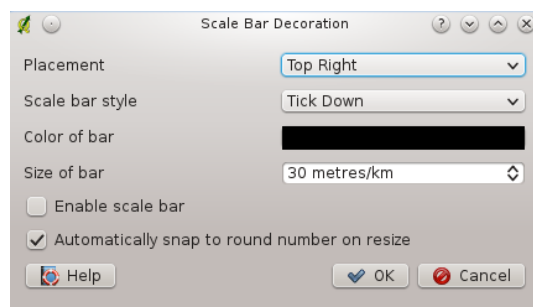 Scale Bar Decoration
Placement Top Right
Scale bar style Tick Down
Color of bar
Size of bar 30 metres/km
Enable scale bar
Automatically snap to round number on resize
Help OK Cancel